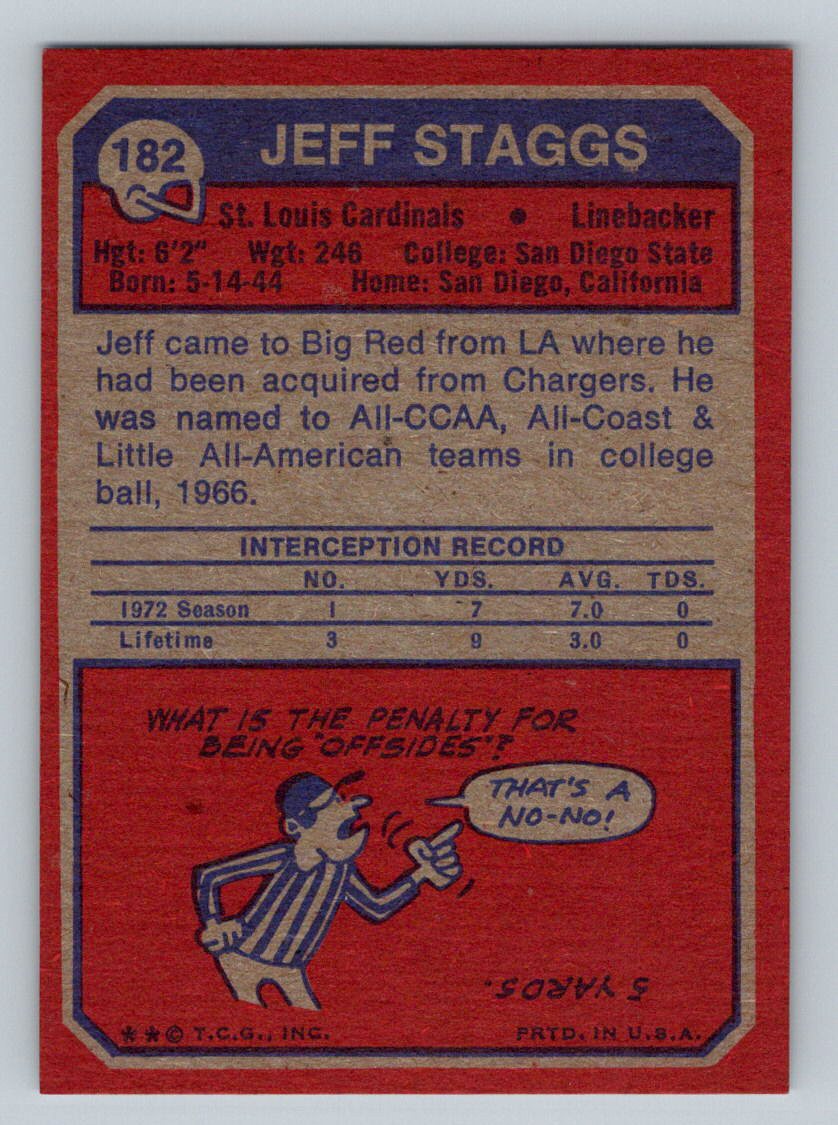 182
JEFF STAGGS
St. Louis Cardinals • Linebacker
Hgt: 6'2" Wgt: 246 College: San Diego State
Born: 5-14-44 Home: San Diego, California
Jeff came to Big Red from LA where he
had been acquired from Chargers. He
was named to All-CCAA, All-Coast &
Little All-American teams in college
ball, 1966.
INTERCEPTION RECORD
NO. YDS. AVG. TDS.
1972 Season 1 7 7.0 0
Lifetime 3 9 3.0 0
WHAT IS THE PENALTY FOR
BEING "OFFSIDES"?
THAT'S A
NO-NO!
5 YARDS.
**© T.C.G., INC. PRTD. IN U.S.A.